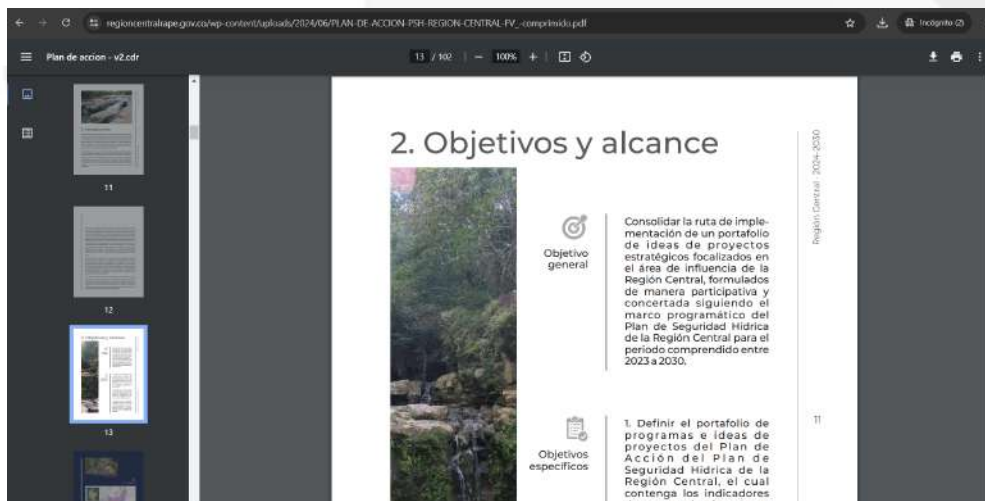 regioncentralrape.gov.co/wp-content/uploads/2024/06/PLAN-DE-ACCION-PSH-REGION-CENTRAL-FV_-comprimido.pdf
Incógnito (2)
Plan de accion - v2.cdr
13 / 102
100%
11
12
13
2. Objetivos y alcance
Región Central · 2024-2030
Objetivo
general
Consolidar la ruta de imple-
mentación de un portafolio
de ideas de proyectos
estratégicos focalizados en
el área de influencia de la
Región Central, formulados
de manera participativa y
concertada siguiendo el
marco programático del
Plan de Seguridad Hídrica
de la Región Central para el
período comprendido entre
2023 a 2030.
11
Objetivos
específicos
1. Definir el portafolio de
programas e ideas de
proyectos del Plan de
Acción del Plan de
Seguridad Hídrica de la
Región Central, el cual
contenga los indicadores